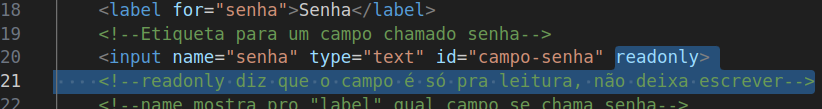 18 <label for="senha">Senha</label>
19 <!--Etiqueta para um campo chamado senha-->
20 <input name="senha" type="text" id="campo-senha" readonly>
21 <!--readonly diz que o campo é só pra leitura, não deixa escrever-->
22 <!--name mostra pro "label" qual campo se chama senha-->